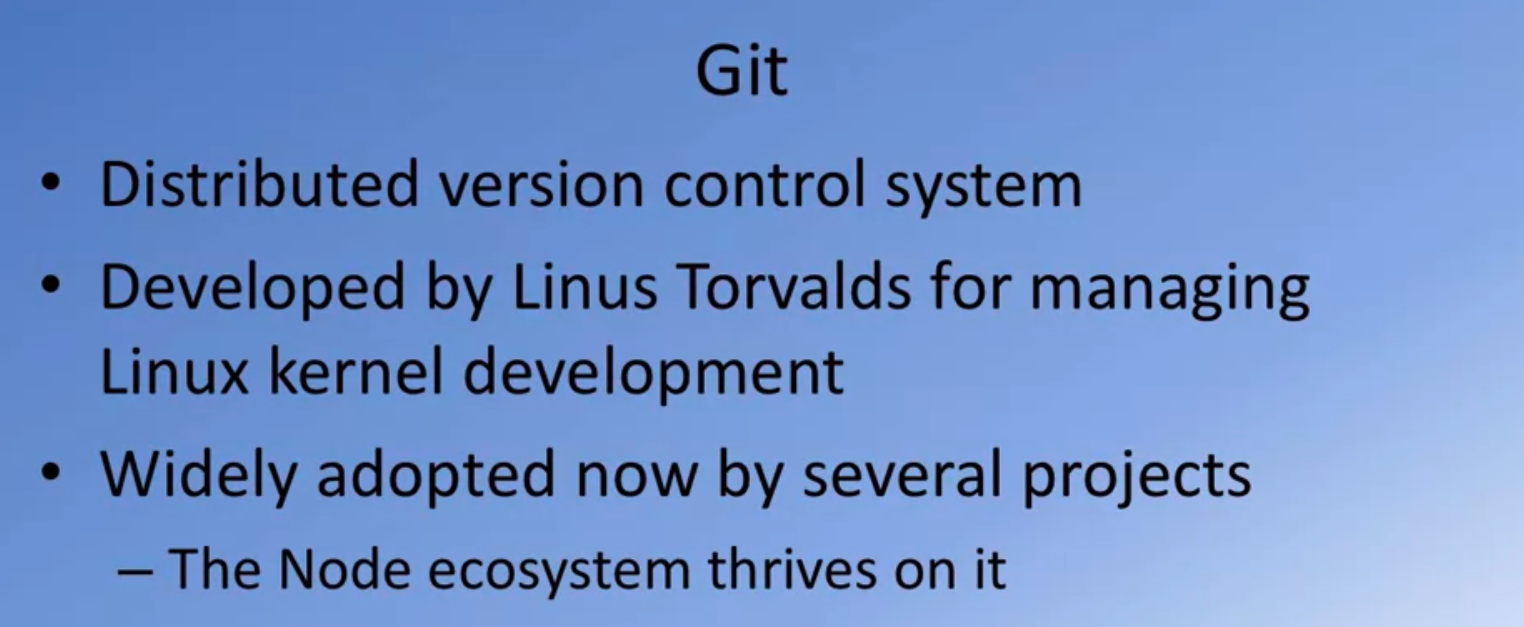 Git
• Distributed version control system
• Developed by Linus Torvalds for managing
Linux kernel development
• Widely adopted now by several projects
– The Node ecosystem thrives on it